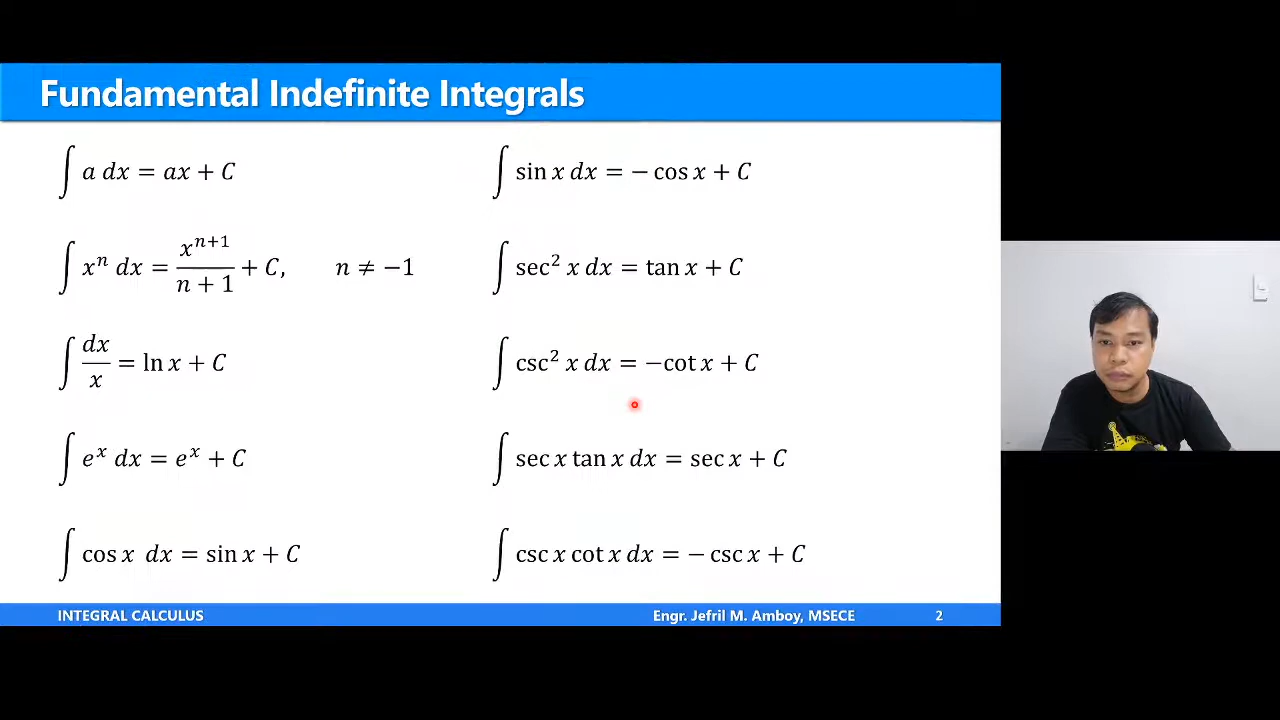 Fundamental Indefinite Integrals
∫ a dx = ax + C
∫ xⁿ dx = xⁿ⁺¹/(n + 1) + C, n ≠ −1
∫ dx/x = ln x + C
∫ eˣ dx = eˣ + C
∫ cos x dx = sin x + C
∫ sin x dx = − cos x + C
∫ sec² x dx = tan x + C
∫ csc² x dx = −cot x + C
∫ sec x tan x dx = sec x + C
∫ csc x cot x dx = − csc x + C
INTEGRAL CALCULUS
Engr. Jefril M. Amboy, MSECE
2